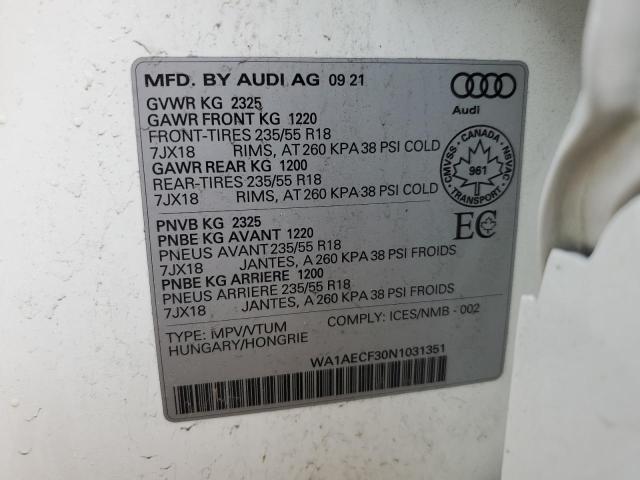 MFD. BY AUDI AG 09 21
Audi
GVWR KG 2325
GAWR FRONT KG 1220
FRONT-TIRES 235/55 R18
7JX18 RIMS, AT 260 KPA 38 PSI COLD
GAWR REAR KG 1200
REAR-TIRES 235/55 R18
7JX18 RIMS, AT 260 KPA 38 PSI COLD
CMVSS - CANADA - NSVAC
961
TRANSPORT
EC
PNVB KG 2325
PNBE KG AVANT 1220
PNEUS AVANT 235/55 R18
7JX18 JANTES, A 260 KPA 38 PSI FROIDS
PNBE KG ARRIERE 1200
PNEUS ARRIERE 235/55 R18
7JX18 JANTES, A 260 KPA 38 PSI FROIDS
TYPE: MPV/VTUM COMPLY: ICES/NMB - 002
HUNGARY/HONGRIE
WA1AECF30N1031351